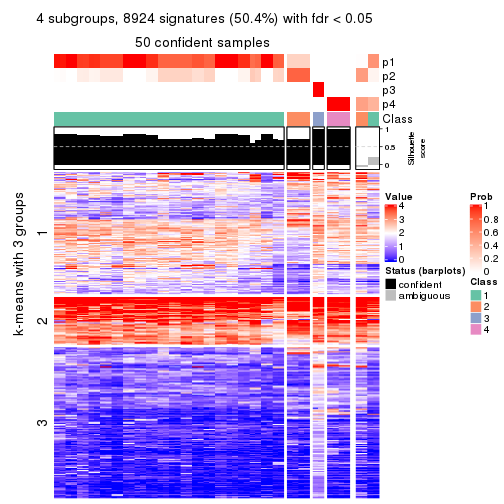 4 subgroups, 8924 signatures (50.4%) with fdr < 0.05
50 confident samples
p1
p2
p3
p4
Class
1
0.5
0
Silhouette
score
k-means with 3 groups
1
2
3
Value
4
3
2
1
0
Status (barplots)
confident
ambiguous
Prob
1
0.8
0.6
0.4
0.2
0
Class
1
2
3
4